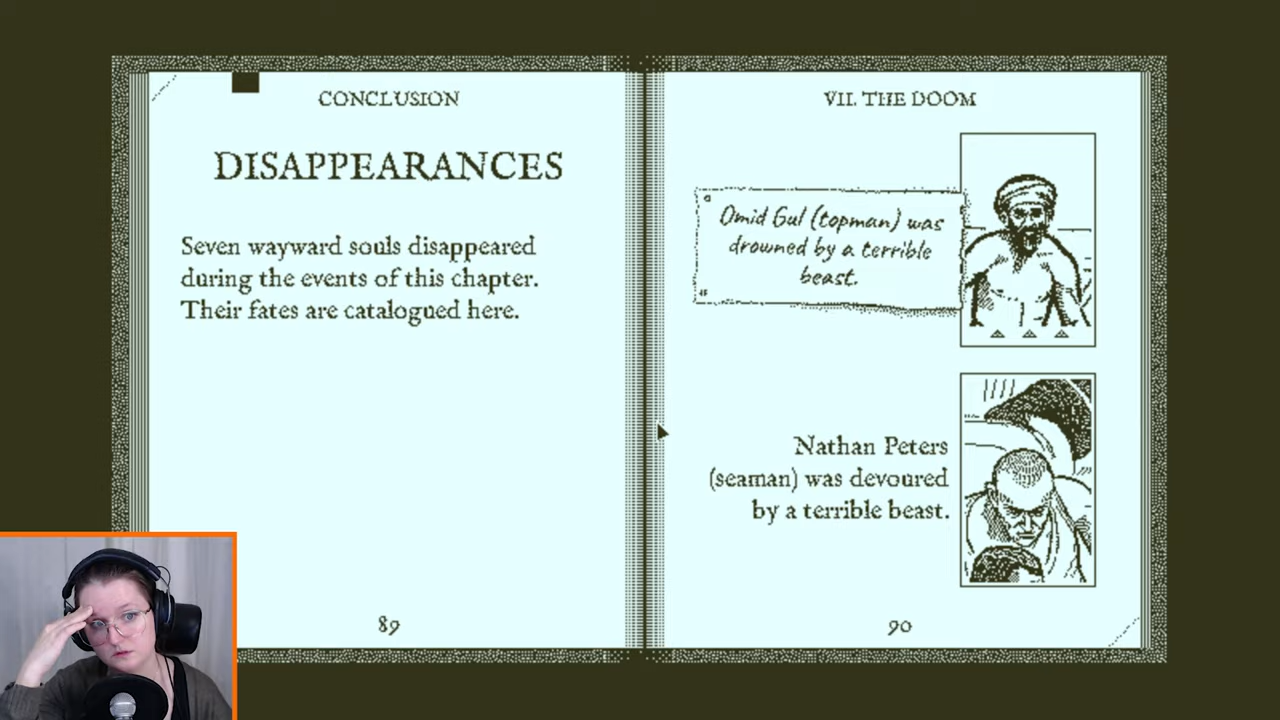 CONCLUSION
DISAPPEARANCES
Seven wayward souls disappeared
during the events of this chapter.
Their fates are catalogued here.
89
VII. THE DOOM
Omid Gul (topman) was
drowned by a terrible
beast.
Nathan Peters
(seaman) was devoured
by a terrible beast.
90